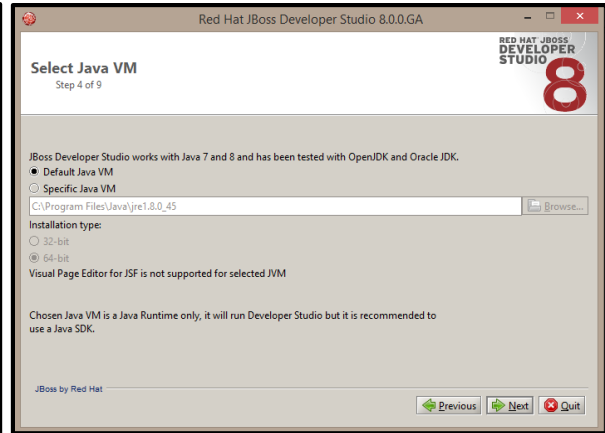 Red Hat JBoss Developer Studio 8.0.0.GA
RED HAT JBOSS
DEVELOPER
STUDIO
8
Select Java VM
Step 4 of 9
JBoss Developer Studio works with Java 7 and 8 and has been tested with OpenJDK and Oracle JDK.
Default Java VM
Specific Java VM
C:\Program Files\Java\jre1.8.0_45
Browse...
Installation type:
32-bit
64-bit
Visual Page Editor for JSF is not supported for selected JVM
Chosen Java VM is a Java Runtime only, it will run Developer Studio but it is recommended to
use a Java SDK.
JBoss by Red Hat
Previous
Next
Quit